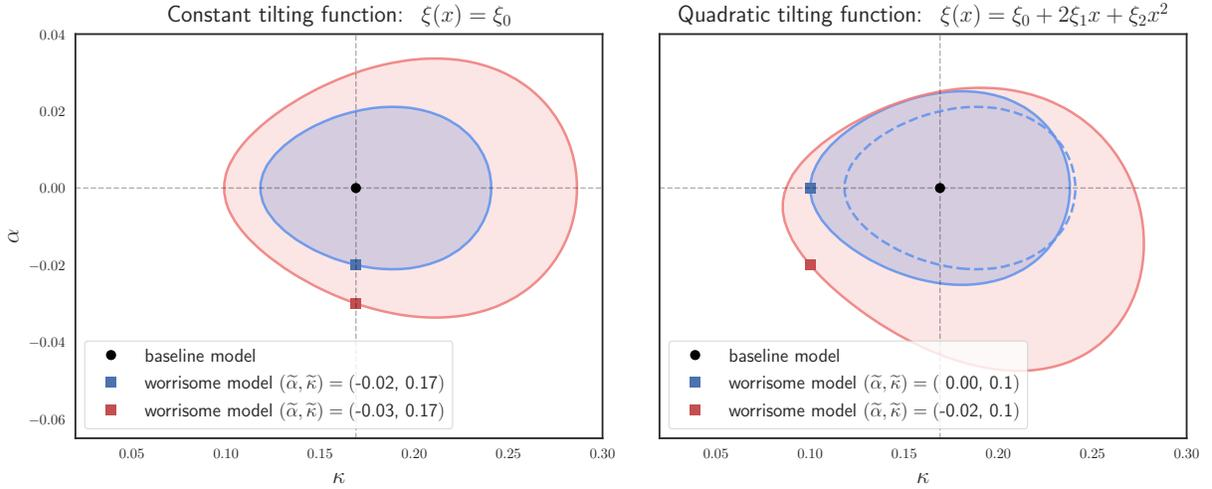 Constant tilting function: ξ(x) = ξ₀
Quadratic tilting function: ξ(x) = ξ₀ + 2ξ₁x + ξ₂x²
0.04
0.02
0.00
−0.02
−0.04
−0.06
α
baseline model
worrisome model (α̃, κ̃) = (-0.02, 0.17)
worrisome model (α̃, κ̃) = (-0.03, 0.17)
0.05 0.10 0.15 0.20 0.25 0.30
κ
baseline model
worrisome model (α̃, κ̃) = ( 0.00, 0.1)
worrisome model (α̃, κ̃) = (-0.02, 0.1)
0.05 0.10 0.15 0.20 0.25 0.30
κ